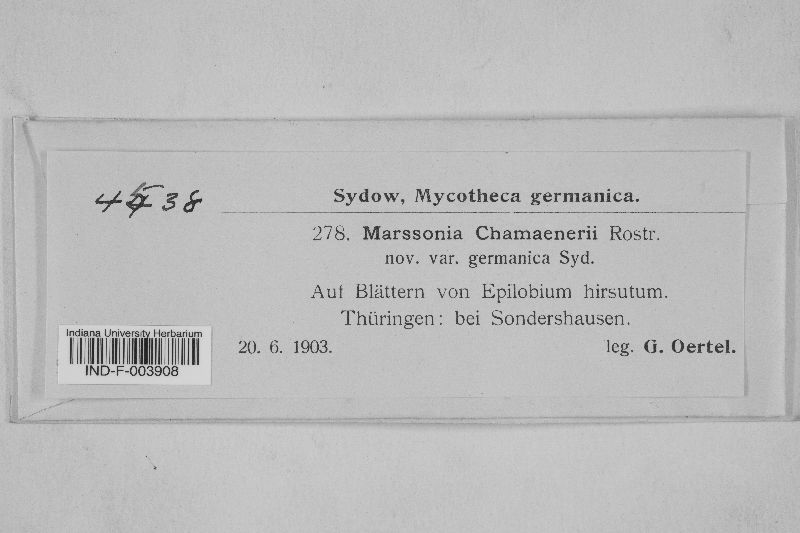 Sydow, Mycotheca germanica.
278. Marssonia Chamaenerii Rostr.
nov. var. germanica Syd.
Auf Blättern von Epilobium hirsutum.
Thüringen: bei Sondershausen.
20. 6. 1903. leg. G. Oertel.
Indiana University Herbarium
IND-F-003908